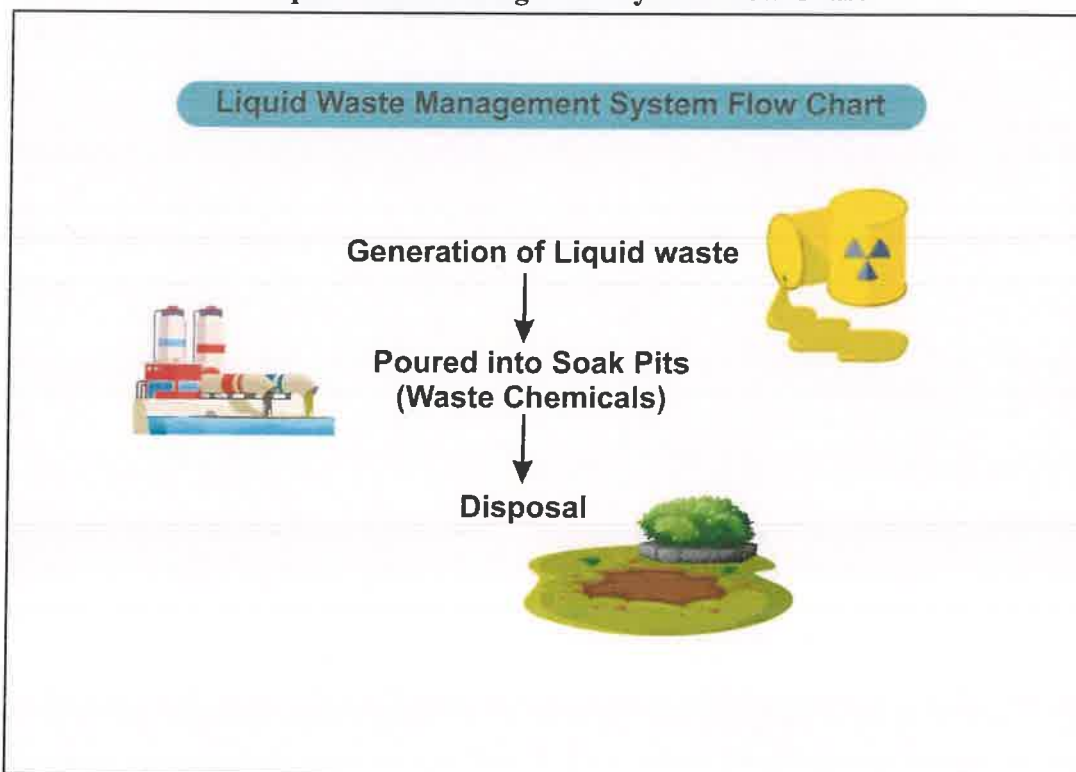 Liquid Waste Management System Flow Chart
Generation of Liquid waste
Poured into Soak Pits
(Waste Chemicals)
Disposal